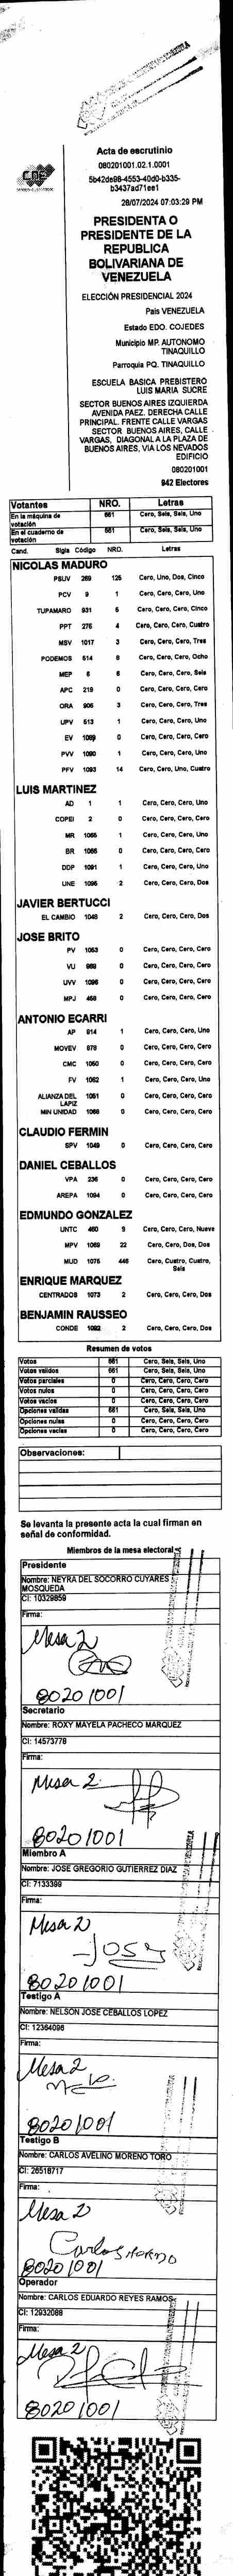 CNE
Acta de escrutinio
080201001.02.1.0001
5b42de98-4553-40d0-b335-
b3437ad71ee1
28/07/2024 07:03:29 PM
PRESIDENTA O
PRESIDENTE DE LA
REPUBLICA
BOLIVARIANA DE
VENEZUELA
ELECCIÓN PRESIDENCIAL 2024
Pais VENEZUELA
Estado EDO. COJEDES
Municipio MP. AUTONOMO
TINAQUILLO
Parroquia PQ. TINAQUILLO
ESCUELA BASICA PREBISTERO
LUIS MARIA SUCRE
SECTOR BUENOS AIRES IZQUIERDA
AVENIDA PAEZ. DERECHA CALLE
PRINCIPAL. FRENTE CALLE VARGAS
SECTOR BUENOS AIRES, CALLE
VARGAS, DIAGONAL A LA PLAZA DE
BUENOS AIRES, VIA LOS NEVADOS
EDIFICIO
080201001
942 Electores
Votantes NRO. Letras
En la máquina de votación 661 Cero, Seis, Seis, Uno
En el cuaderno de votación 661 Cero, Seis, Seis, Uno
Cand. Sigla Código NRO. Letras
NICOLAS MADURO
PSUV 269 125 Cero, Uno, Dos, Cinco
PCV 9 1 Cero, Cero, Cero, Uno
TUPAMARO 931 5 Cero, Cero, Cero, Cinco
PPT 276 4 Cero, Cero, Cero, Cuatro
MSV 1017 3 Cero, Cero, Cero, Tres
PODEMOS 514 8 Cero, Cero, Cero, Ocho
MEP 6 6 Cero, Cero, Cero, Seis
APC 219 0 Cero, Cero, Cero, Cero
ORA 906 3 Cero, Cero, Cero, Tres
UPV 513 1 Cero, Cero, Cero, Uno
EV 1089 0 Cero, Cero, Cero, Cero
PVV 1090 1 Cero, Cero, Cero, Uno
PFV 1093 14 Cero, Cero, Uno, Cuatro
LUIS MARTINEZ
AD 1 1 Cero, Cero, Cero, Uno
COPEI 2 0 Cero, Cero, Cero, Cero
MR 1065 1 Cero, Cero, Cero, Uno
BR 1066 0 Cero, Cero, Cero, Cero
DDP 1091 1 Cero, Cero, Cero, Uno
UNE 1095 2 Cero, Cero, Cero, Dos
JAVIER BERTUCCI
EL CAMBIO 1048 2 Cero, Cero, Cero, Dos
JOSE BRITO
PV 1053 0 Cero, Cero, Cero, Cero
VU 989 0 Cero, Cero, Cero, Cero
UVV 1096 0 Cero, Cero, Cero, Cero
MPJ 468 0 Cero, Cero, Cero, Cero
ANTONIO ECARRI
AP 914 1 Cero, Cero, Cero, Uno
MOVEV 978 0 Cero, Cero, Cero, Cero
CMC 1050 0 Cero, Cero, Cero, Cero
FV 1062 1 Cero, Cero, Cero, Uno
ALIANZA DEL LAPIZ 1051 0 Cero, Cero, Cero, Cero
MIN UNIDAD 1068 0 Cero, Cero, Cero, Cero
CLAUDIO FERMIN
SPV 1049 0 Cero, Cero, Cero, Cero
DANIEL CEBALLOS
VPA 236 0 Cero, Cero, Cero, Cero
AREPA 1094 0 Cero, Cero, Cero, Cero
EDMUNDO GONZALEZ
UNTC 460 9 Cero, Cero, Cero, Nueve
MPV 1069 22 Cero, Cero, Dos, Dos
MUD 1075 446 Cero, Cuatro, Cuatro,
Seis
ENRIQUE MARQUEZ
CENTRADOS 1073 2 Cero, Cero, Cero, Dos
BENJAMIN RAUSSEO
CONDE 1092 2 Cero, Cero, Cero, Dos
Resumen de votos
Votos 661 Cero, Seis, Seis, Uno
Votos válidos 661 Cero, Seis, Seis, Uno
Votos parciales 0 Cero, Cero, Cero, Cero
Votos nulos 0 Cero, Cero, Cero, Cero
Votos vacíos 0 Cero, Cero, Cero, Cero
Opciones válidas 661 Cero, Seis, Seis, Uno
Opciones nulas 0 Cero, Cero, Cero, Cero
Opciones vacías 0 Cero, Cero, Cero, Cero
Observaciones:
Se levanta la presente acta la cual firman en
señal de conformidad.
Miembros de la mesa electoral
Presidente
Nombre: NEYRA DEL SOCORRO CUYARES
MOSQUEDA
CI: 10329859
Firma:
Mesa 2
80201001
Secretario
Nombre: ROXY MAYELA PACHECO MARQUEZ
CI: 14573778
Firma:
Mesa 2
80201001
Miembro A
Nombre: JOSE GREGORIO GUTIERREZ DIAZ
CI: 7133399
Firma:
Mesa 2
Jose
80201001
Testigo A
Nombre: NELSON JOSE CEBALLOS LOPEZ
CI: 12364096
Firma:
Mesa 2
80201001
Testigo B
Nombre: CARLOS AVELINO MORENO TORO
CI: 26518717
Firma:
Mesa 2
Carlos Moreno
80201001
Operador
Nombre: CARLOS EDUARDO REYES RAMOS
CI: 12932088
Firma:
Mesa 2
80201001